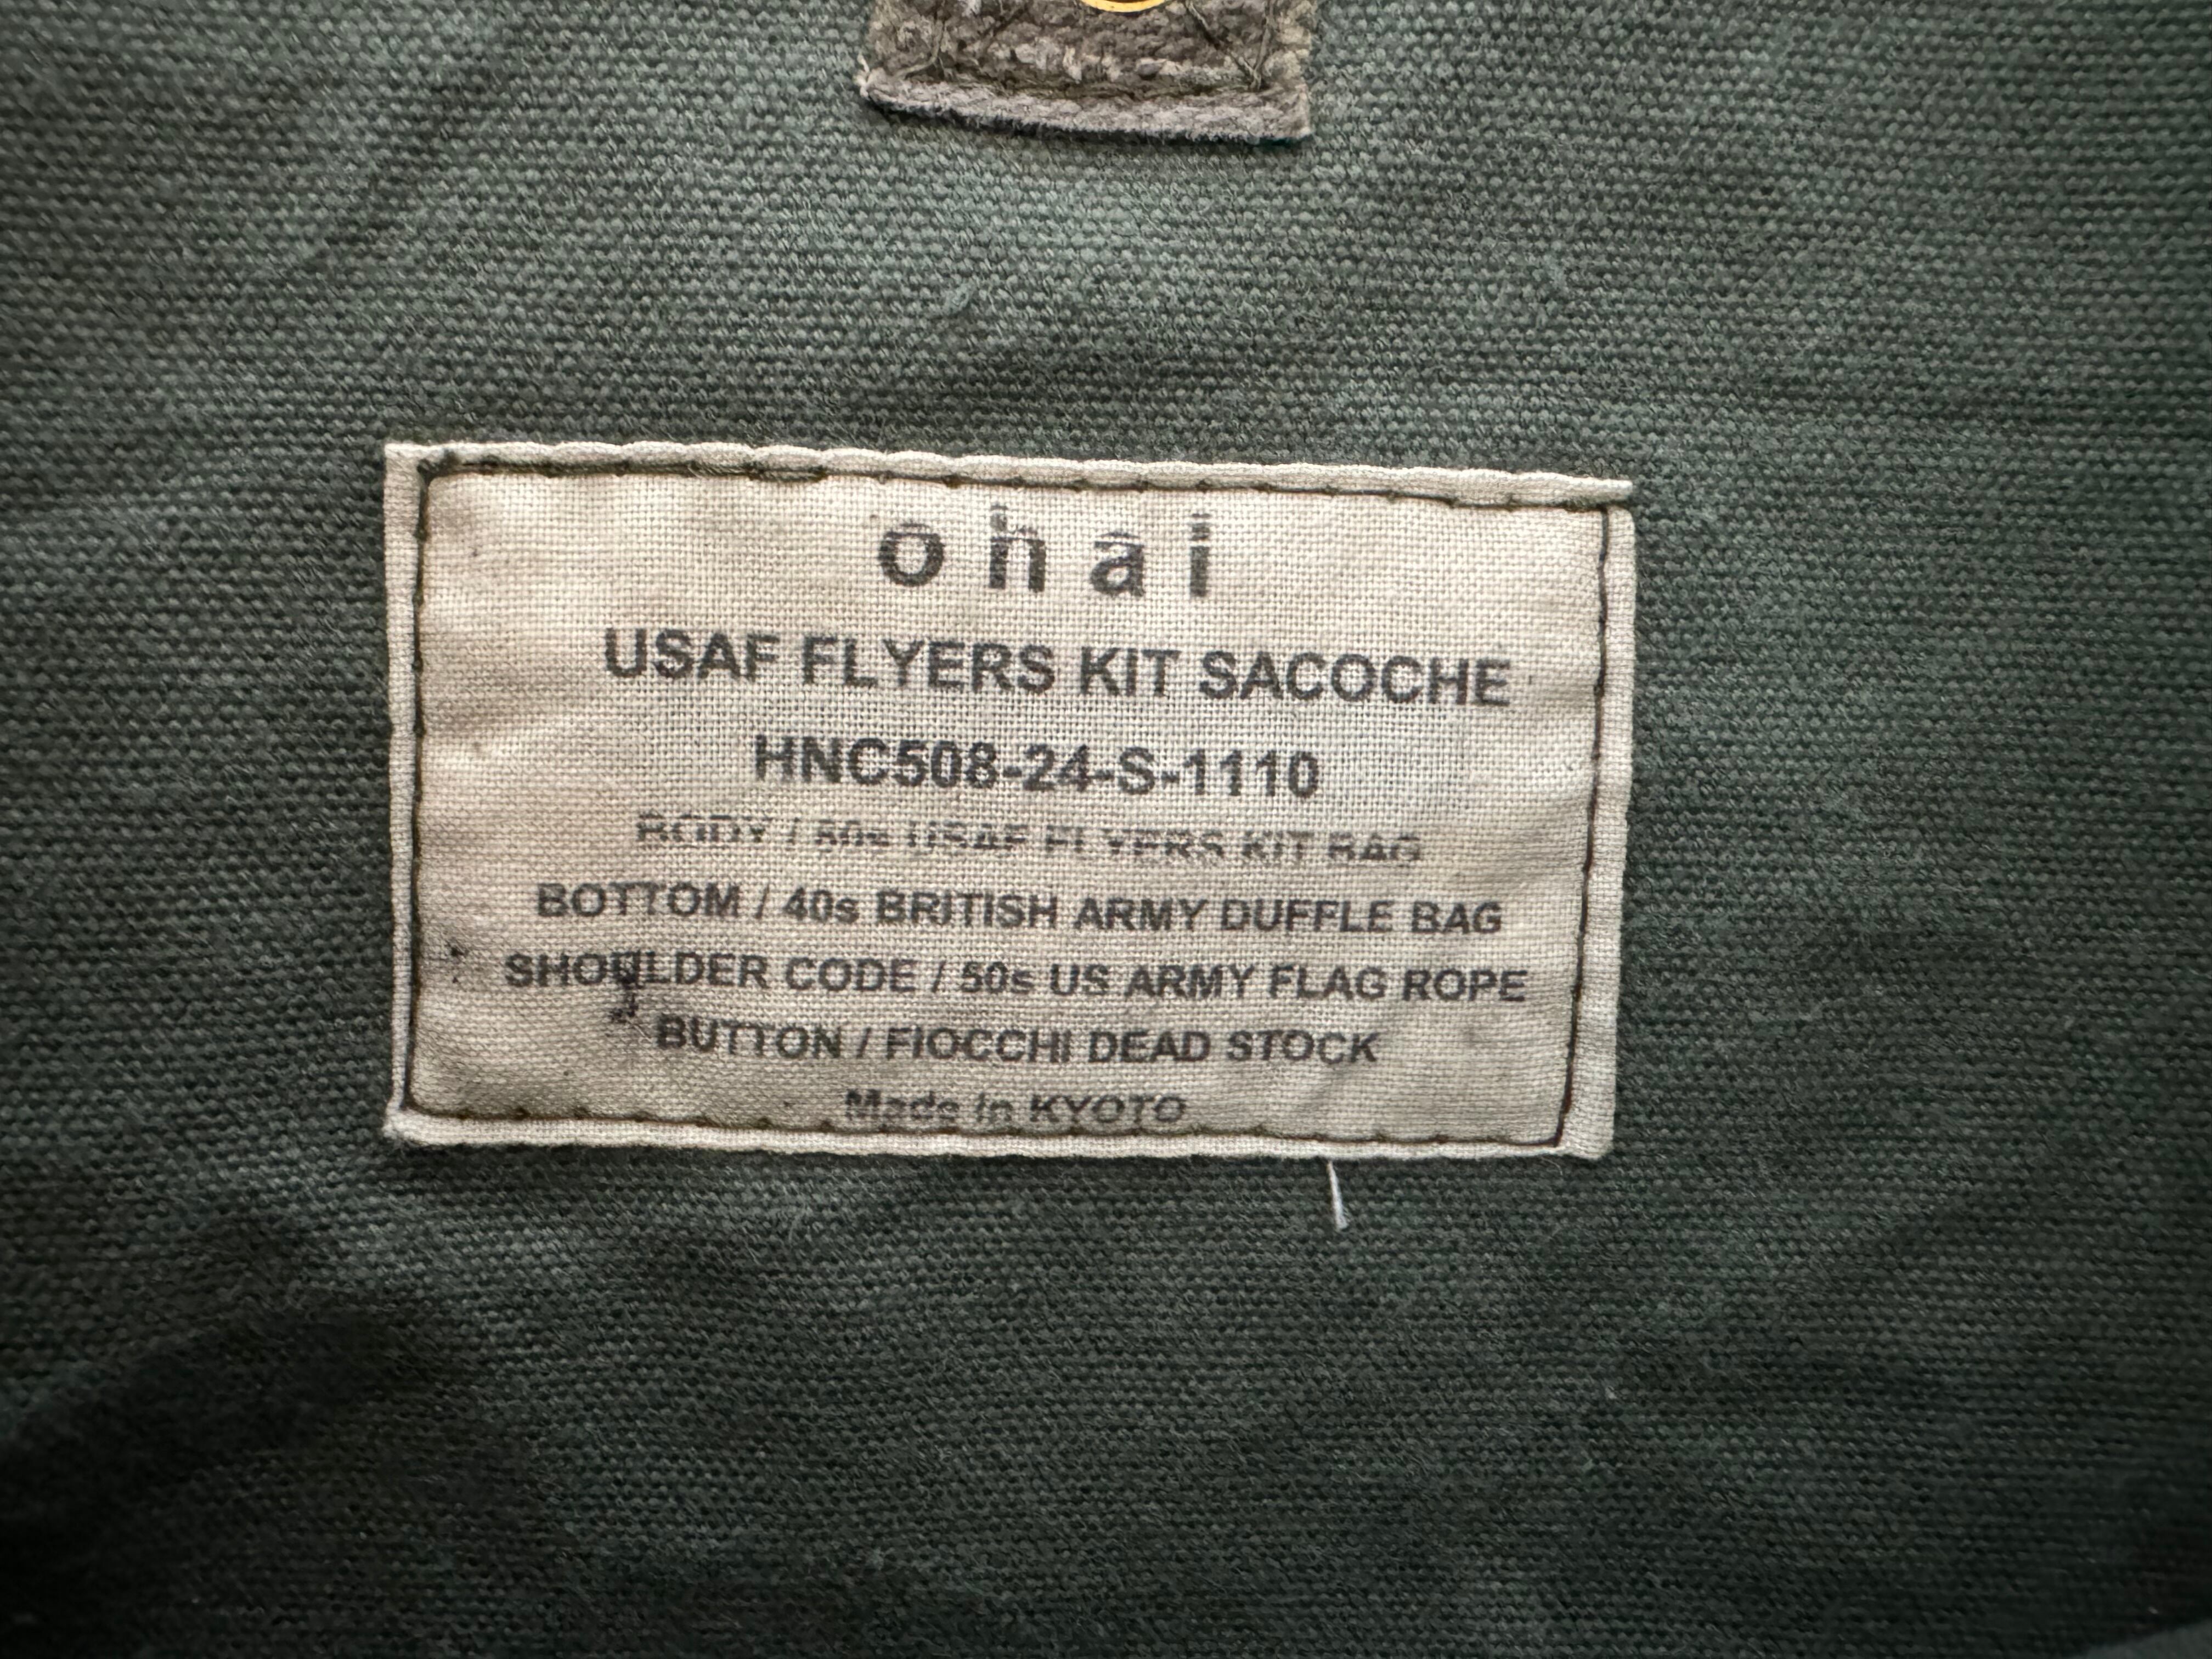 ohai
USAF FLYERS KIT SACOCHE
HNC508-24-S-1110
BODY / USAF FLYERS KIT BAG
BOTTOM / 40s BRITISH ARMY DUFFLE BAG
SHOULDER CODE / 50s US ARMY FLAG ROPE
BUTTON / FIOCCHI DEAD STOCK
Made in KYOTO